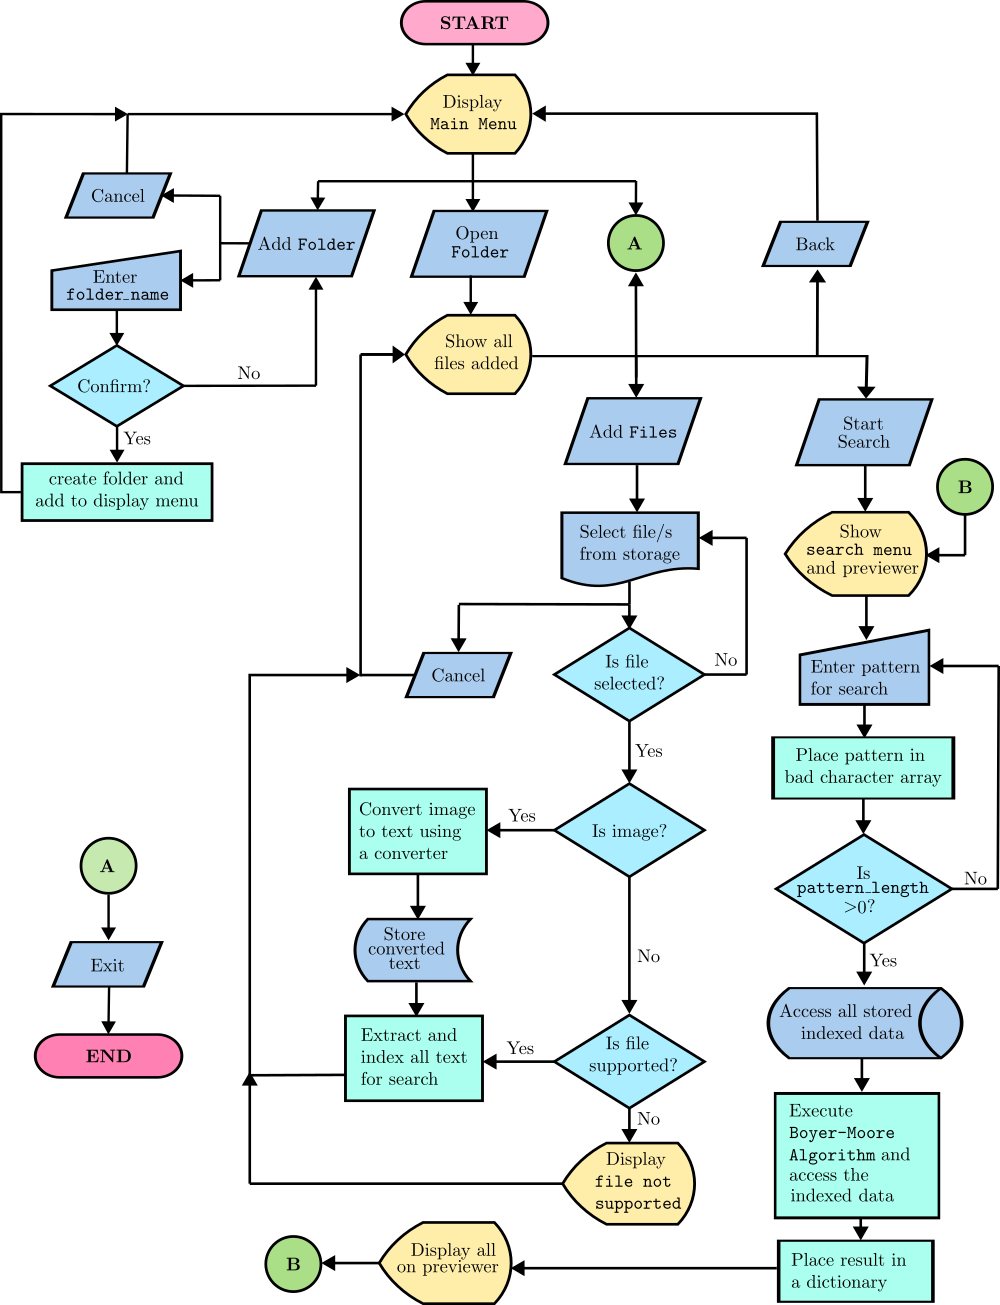 START
Display
Main Menu
Cancel
Add Folder
Open
Folder
A
Back
Enter
folder_name
Show all
files added
Confirm?
No
Yes
create folder and
add to display menu
Add Files
Start
Search
B
Select file/s
from storage
Show
search menu
and previewer
Is file
selected?
No
Cancel
Enter pattern
for search
Yes
Place pattern in
bad character array
Convert image
to text using
a converter
Yes
Is image?
A
Is
pattern_length
>0?
No
Store
converted
text
No
Yes
Exit
Access all stored
indexed data
END
Extract and
index all text
for search
Yes
Is file
supported?
No
Execute
Boyer-Moore
Algorithm and
access the
indexed data
Display
file not
supported
B
Display all
on previewer
Place result in
a dictionary